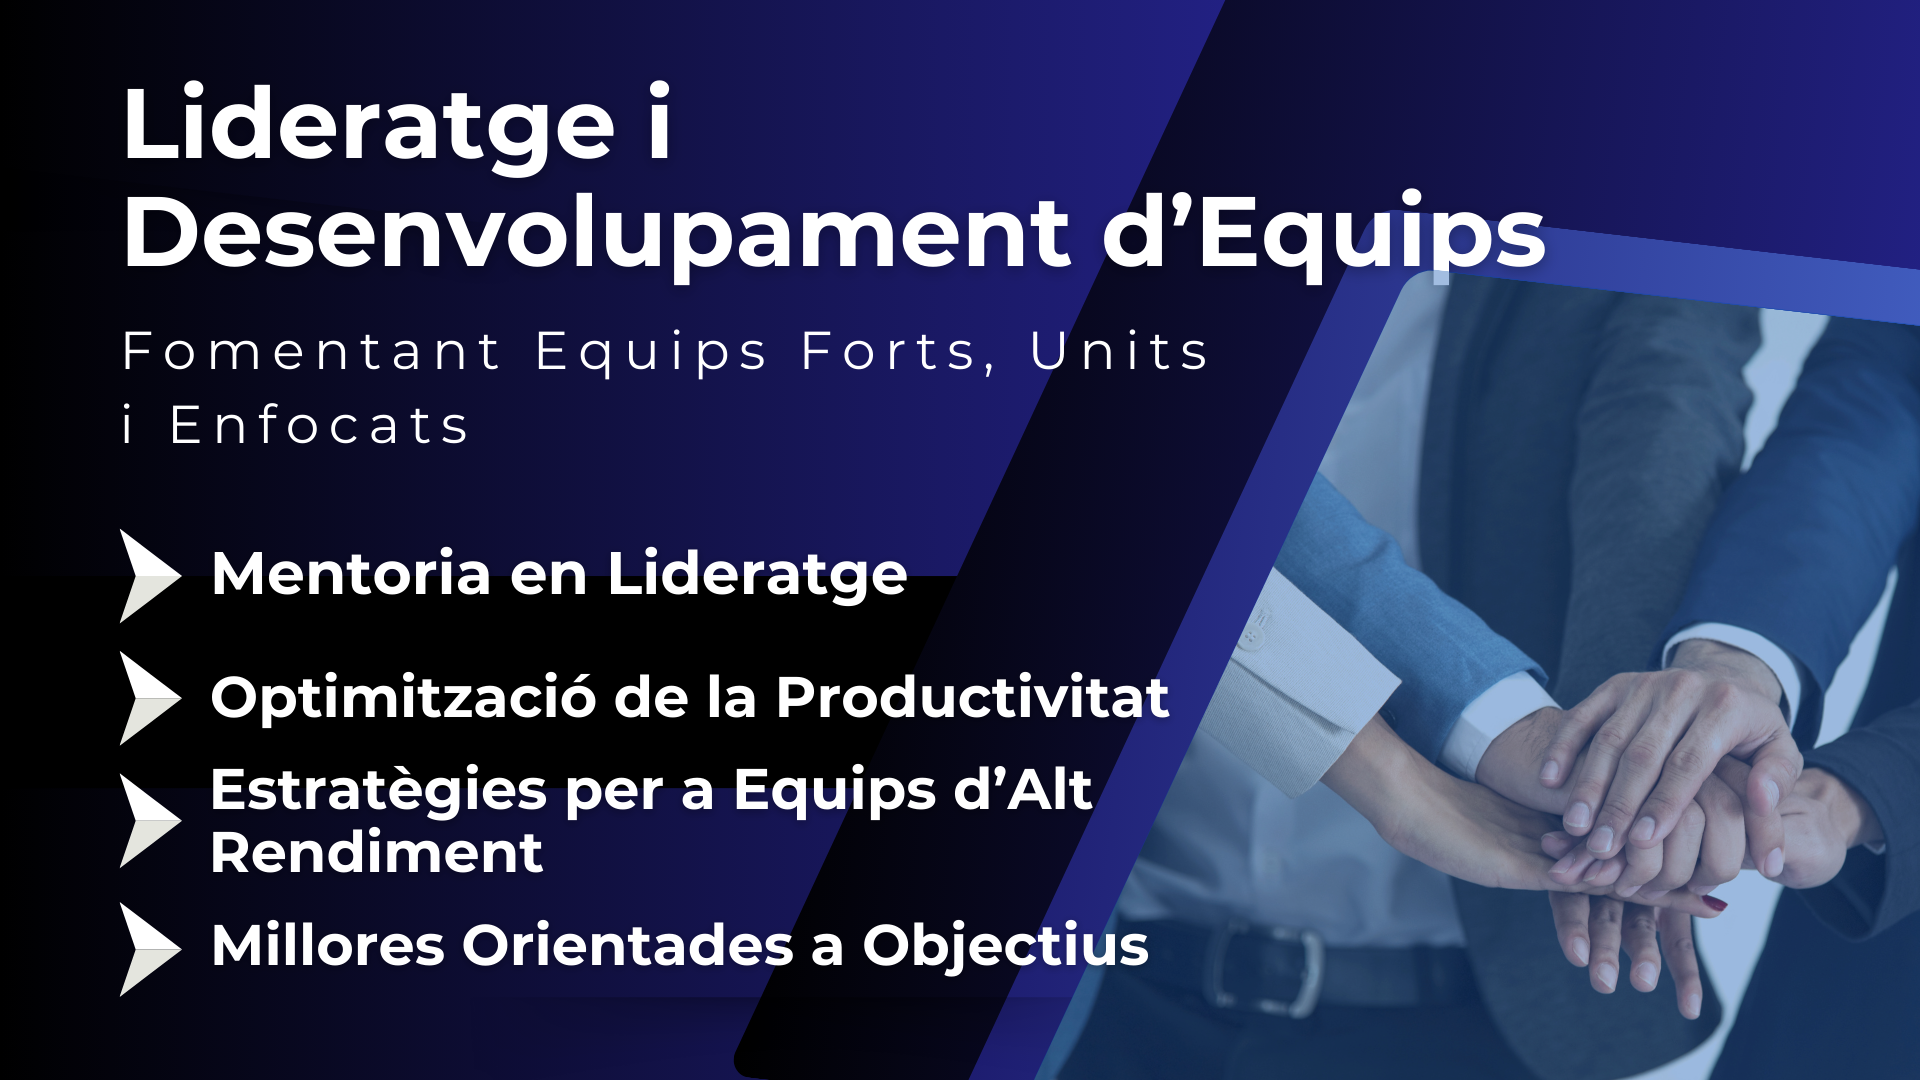 Lideratge i
Desenvolupament d’Equips
Fomentant Equips Forts, Units
i Enfocats
Mentoria en Lideratge
Optimització de la Productivitat
Estratègies per a Equips d’Alt
Rendiment
Millores Orientades a Objectius